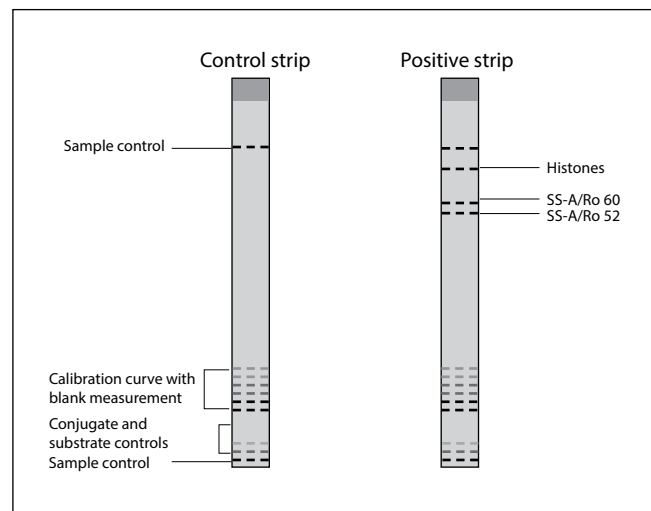 Control strip
Positive strip
Sample control
Histones
SS-A/Ro 60
SS-A/Ro 52
Calibration curve with
blank measurement
Conjugate and
substrate controls
Sample control